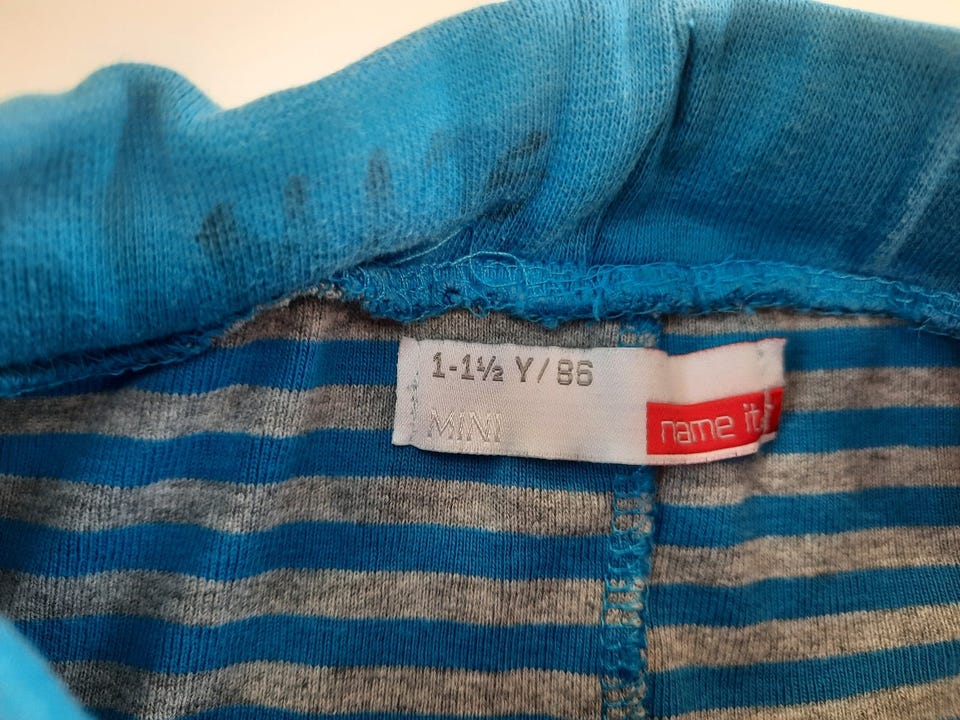 1-1½ Y/86
MINI
name it.